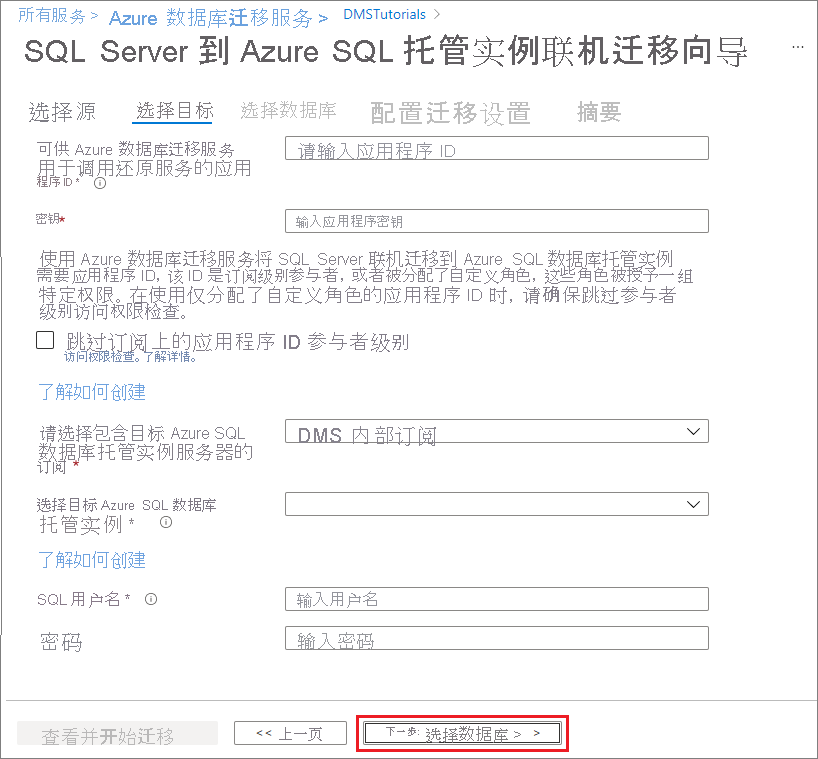 所有服务 > Azure 数据库迁移服务 > DMSTutorials >
SQL Server 到 Azure SQL 托管实例联机迁移向导 ...
选择源 选择目标 选择数据库 配置迁移设置 摘要
可供 Azure 数据库迁移服务
用于调用还原服务的应用
程序 ID *
请输入应用程序 ID
密钥*
输入应用程序密钥
使用 Azure 数据库迁移服务将 SQL Server 联机迁移到 Azure SQL 数据库托管实例
需要应用程序 ID, 该 ID 是订阅级别参与者, 或者被分配了自定义角色, 这些角色被授予一组
特定权限。在使用仅分配了自定义角色的应用程序 ID 时, 请确保跳过参与者
级别访问权限检查。
跳过订阅上的应用程序 ID 参与者级别
访问权限检查。了解详情。
了解如何创建
请选择包含目标 Azure SQL
数据库托管实例服务器的
订阅 *
DMS 内部订阅
选择目标 Azure SQL 数据库
托管实例 *
了解如何创建
SQL 用户名 *
输入用户名
密码
输入密码
查看并开始迁移 << 上一页 下一步: 选择数据库 > >